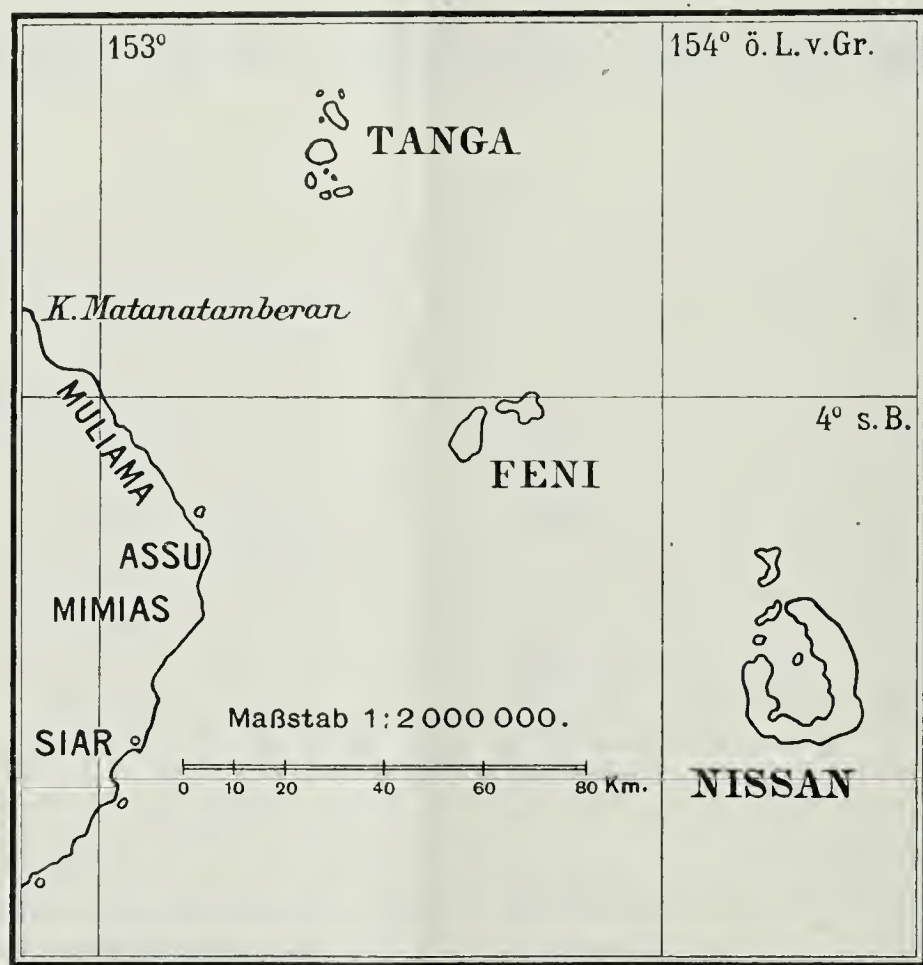 153°
154° ö. L. v. Gr.
TANGA
K. Matanatamberan
MULIAMA
4° s. B.
FENI
ASSU
MIMIAS
Maßstab 1:2 000 000.
SIAR
0 10 20 40 60 80 Km.
NISSAN